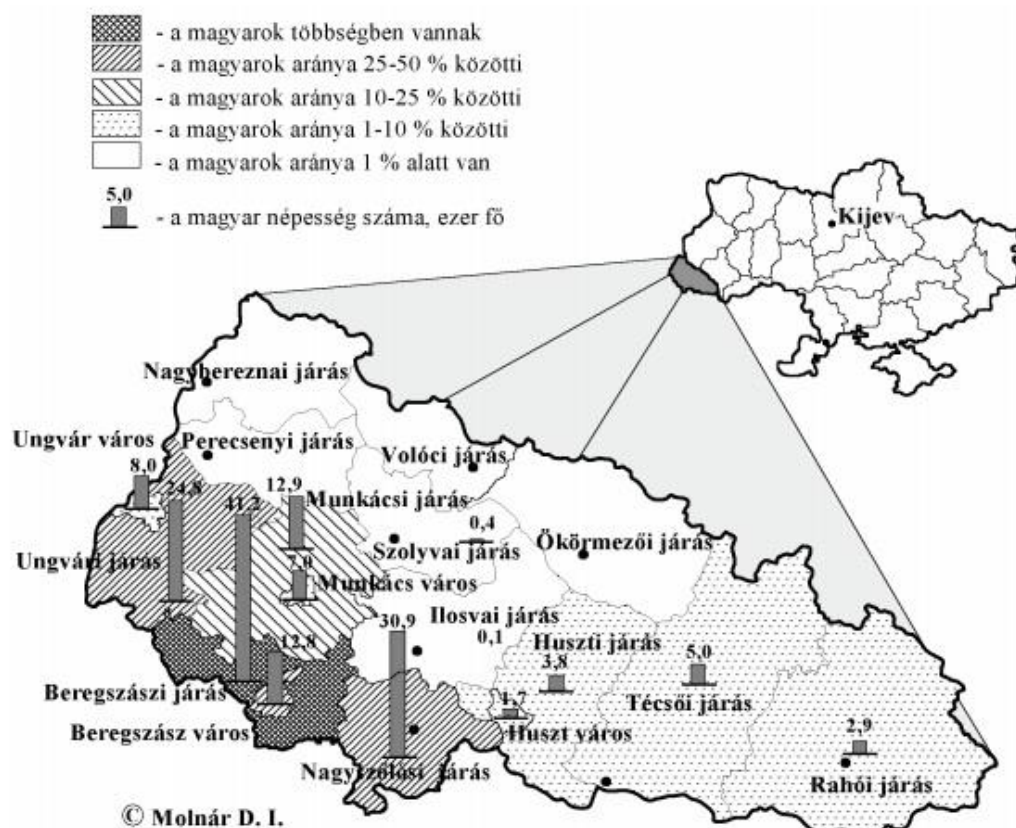 - a magyarok többségben vannak
- a magyarok aránya 25-50 % közötti
- a magyarok aránya 10-25 % közötti
- a magyarok aránya 1-10 % közötti
- a magyarok aránya 1 % alatt van
5,0
- a magyar népesség száma, ezer fő
Kijev
Nagybereznai járás
Ungvár város
Perecsenyi járás
Volóci járás
8,0
24,8
41,2
12,9
Munkácsi járás
0,4
Ungvári járás
Szolyvai járás
Ökörmezői járás
7,0
Munkács város
Ilosvai járás
30,9
0,1
12,8
Huszti járás
3,8
5,0
Beregszászi járás
1,7
Técsői járás
Beregszász város
Huszt város
2,9
Nagyszőlősi járás
Rahói járás
© Molnár D. I.